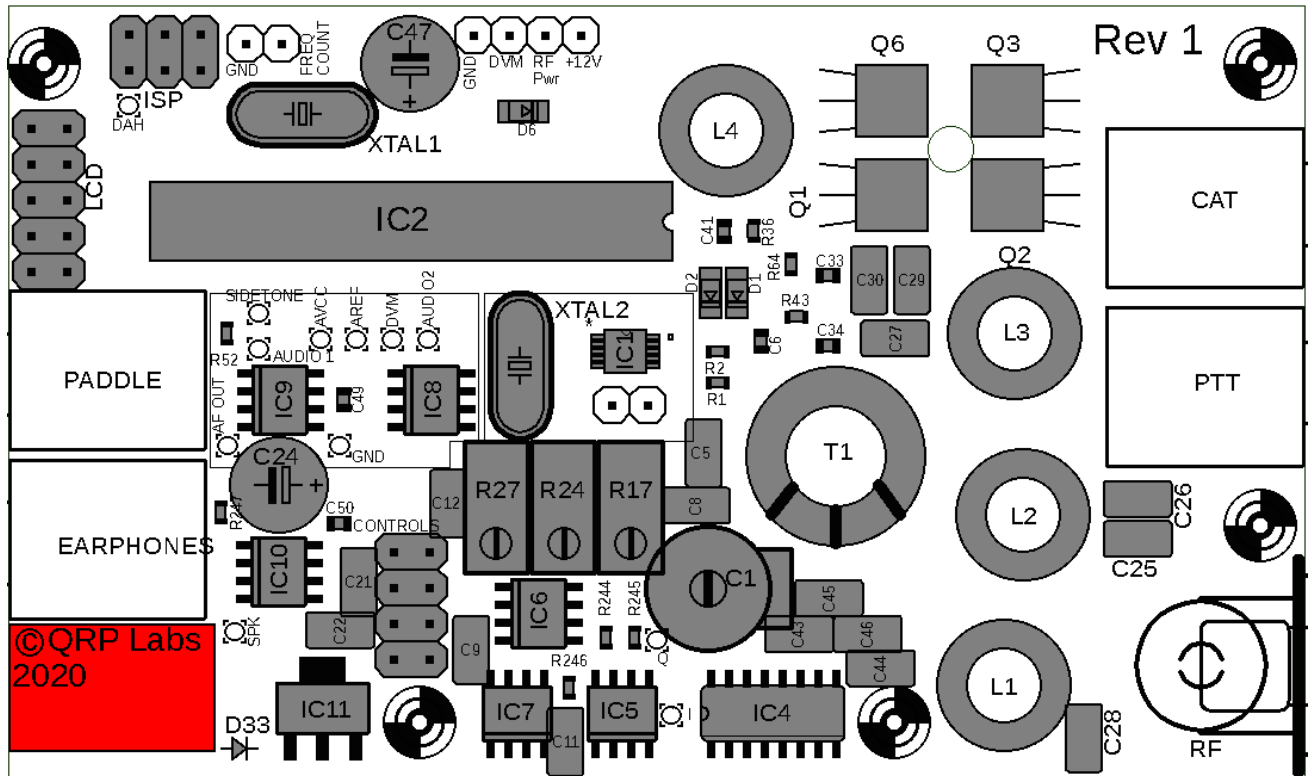 C47
Rev 1
Q6
Q3
GND
FREQ
COUNT
GND
DVM
RF
Pwr
+12V
ISP
DAH
D6
XTAL1
L4
LCD
CAT
Q1
IC2
C41
R36
Q2
R64
C33
C30
C29
D2
D1
SIDETONE
AVCC
AREF
DVM
AUDIO2
XTAL2
*
R43
L3
R52
AUDIO 1
IC1
C6
C34
C27
R2
R1
PADDLE
PTT
AF OUT
IC9
C49
IC8
GND
C24
+
C5
T1
R247
C50
CONTROLS
C12
R27
R24
R17
C8
L2
C26
EARPHONES
IC10
C21
C1
C25
IC6
R244
R245
C45
C22
SPK
C9
Q
C43
C46
©QRP Labs
2020
R246
C44
L1
IC11
IC7
IC5
I
IC4
D33
C11
C28
RF